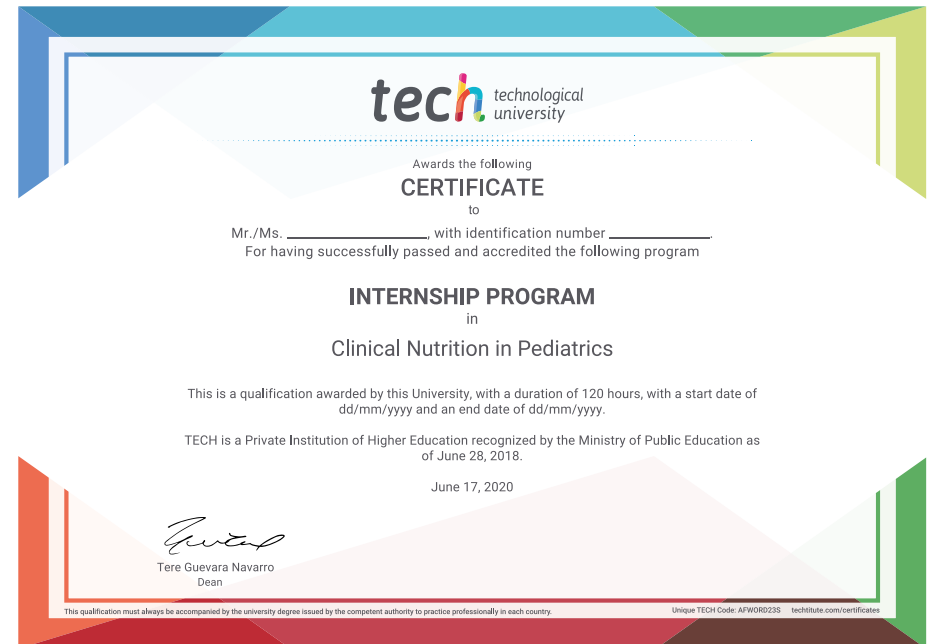 tech technological
university
Awards the following
CERTIFICATE
to
Mr./Ms. ____________________, with identification number ______________.
For having successfully passed and accredited the following program
INTERNSHIP PROGRAM
in
Clinical Nutrition in Pediatrics
This is a qualification awarded by this University, with a duration of 120 hours, with a start date of
dd/mm/yyyy and an end date of dd/mm/yyyy.
TECH is a Private Institution of Higher Education recognized by the Ministry of Public Education as
of June 28, 2018.
June 17, 2020
Tere Guevara Navarro
Dean
This qualification must always be accompanied by the university degree issued by the competent authority to practice professionally in each country.
Unique TECH Code: AFWORD23S techtitute.com/certificates